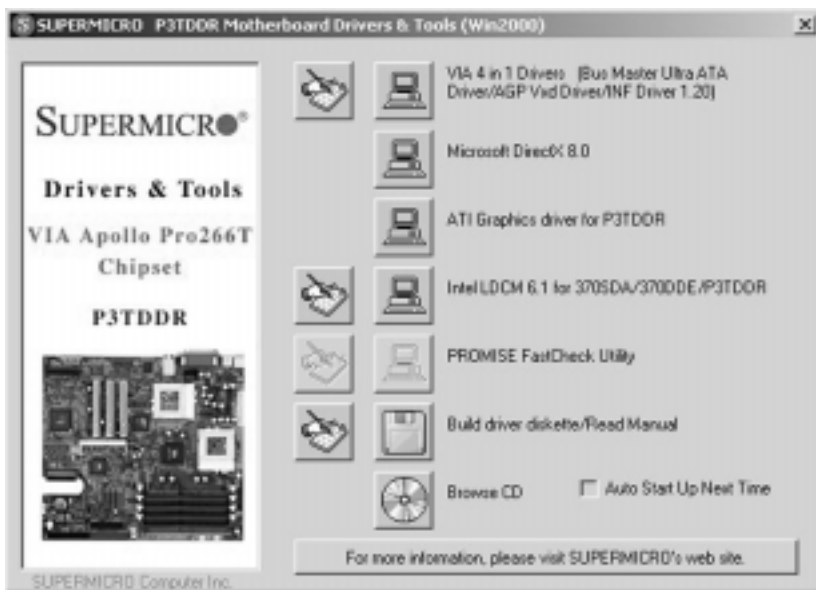 SUPERMICRO P3TDDR Motherboard Drivers & Tools (Win2000)
SUPERMICRO®
Drivers & Tools
VIA Apollo Pro266T
Chipset
P3TDDR
SUPERMICRO Computer Inc.
VIA 4 in 1 Drivers (Bus Master Ultra ATA
Driver/AGP Vxd Driver/INF Driver 1.20)
Microsoft DirectX 8.0
ATI Graphics driver for P3TDDR
Intel LDCM 6.1 for 370SDA/370DDE/P3TDDR
PROMISE FastCheck Utility
Build driver diskette/Read Manual
Browse CD
Auto Start Up Next Time
For more information, please visit SUPERMICRO's web site.